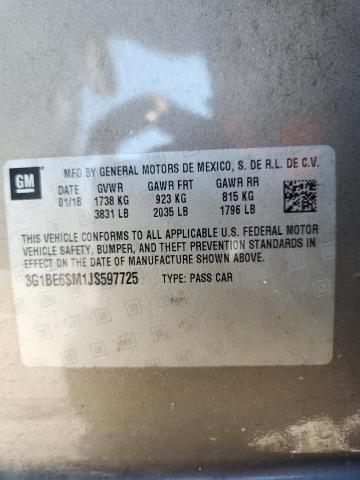 GM
MFD BY GENERAL MOTORS DE MEXICO, S. DE R.L. DE C.V.
DATE GVWR GAWR FRT GAWR RR
01/18 1738 KG 923 KG 815 KG
3831 LB 2035 LB 1796 LB
THIS VEHICLE CONFORMS TO ALL APPLICABLE U.S. FEDERAL MOTOR
VEHICLE SAFETY, BUMPER, AND THEFT PREVENTION STANDARDS IN
EFFECT ON THE DATE OF MANUFACTURE SHOWN ABOVE.
3G1BE6SM1JS597725 TYPE: PASS CAR